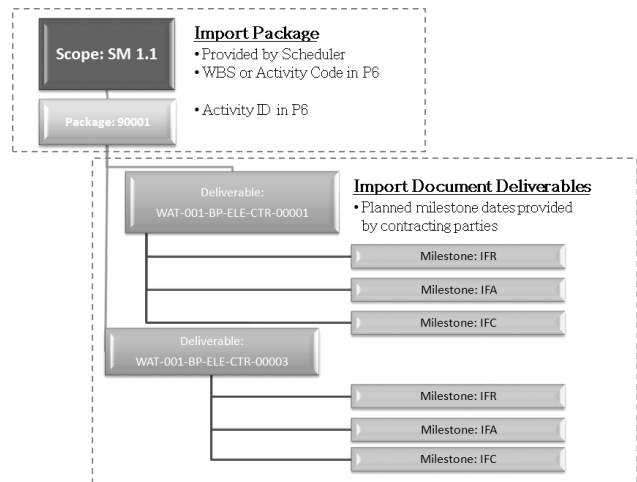 Scope: SM 1.1
Import Package
• Provided by Scheduler
• WBS or Activity Code in P6
• Activity ID in P6
Package: 90001
Deliverable:
WAT-001-BP-ELE-CTR-00001
Import Document Deliverables
• Planned milestone dates provided
by contracting parties
Milestone: IFR
Milestone: IFA
Milestone: IFC
Deliverable:
WAT-001-BP-ELE-CTR-00003
Milestone: IFR
Milestone: IFA
Milestone: IFC